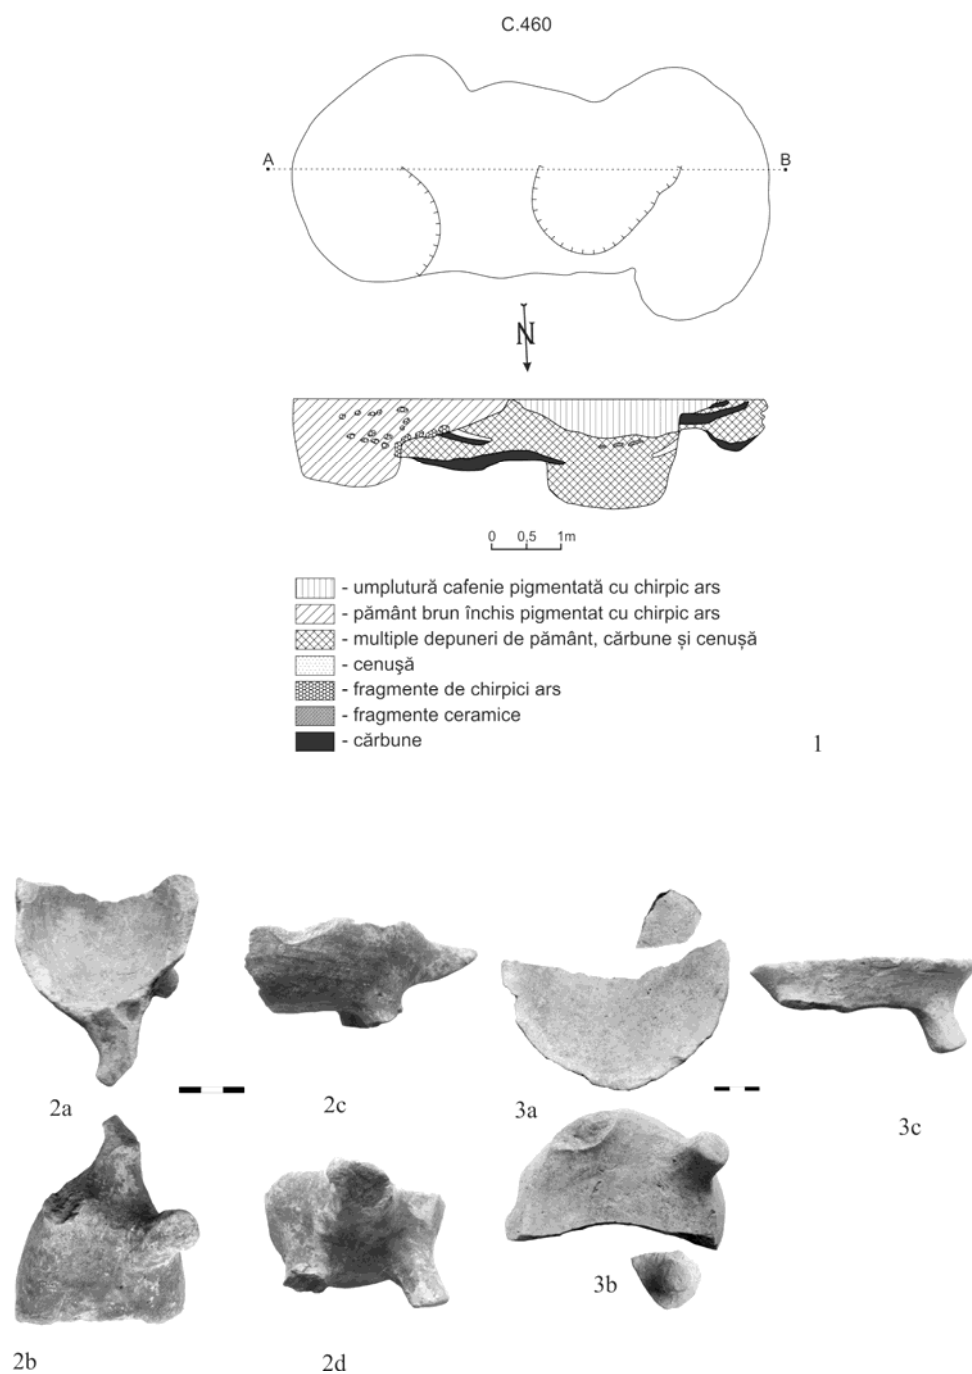 C.460
A
B
N
0 0,5 1m
- umplutură cafenie pigmentată cu chirpic ars
- pământ brun închis pigmentat cu chirpic ars
- multiple depuneri de pământ, cărbune și cenușă
- cenuşă
- fragmente de chirpici ars
- fragmente ceramice
- cărbune
1
2a
2c
3a
3c
2b
2d
3b